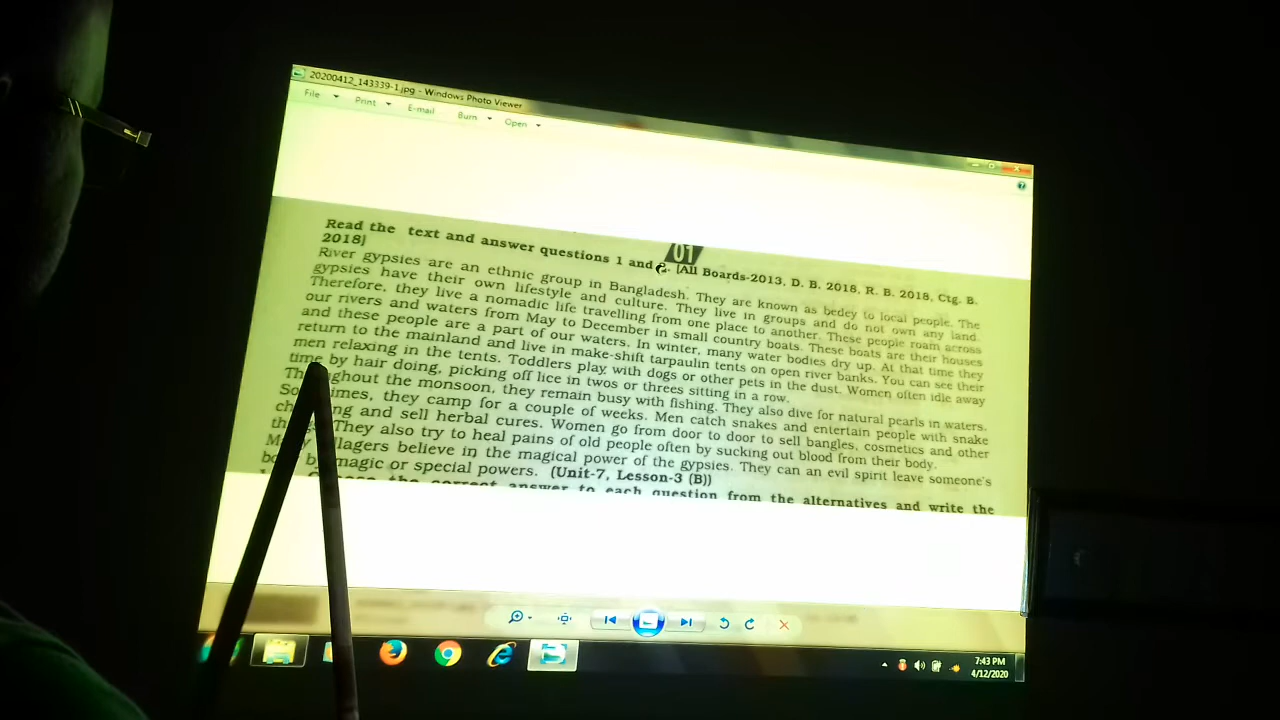 20200412_143339-1.jpg - Windows Photo Viewer
File Print E-mail Burn Open
01
Read the text and answer questions 1 and 2. [All Boards-2013, D. B. 2018, R. B. 2018, Ctg. B.
2018]
River gypsies are an ethnic group in Bangladesh. They are known as bedey to local people. The
gypsies have their own lifestyle and culture. They live in groups and do not own any land.
Therefore, they live a nomadic life travelling from one place to another. These people roam across
our rivers and waters from May to December in small country boats. These boats are their houses
and these people are a part of our waters. In winter, many water bodies dry up. At that time they
return to the mainland and live in make-shift tarpaulin tents on open river banks. You can see their
men relaxing in the tents. Toddlers play with dogs or other pets in the dust. Women often idle away
time by hair doing, picking off lice in twos or threes sitting in a row.
Throughout the monsoon, they remain busy with fishing. They also dive for natural pearls in waters.
Sometimes, they camp for a couple of weeks. Men catch snakes and entertain people with snake
charming and sell herbal cures. Women go from door to door to sell bangles, cosmetics and other
things. They also try to heal pains of old people often by sucking out blood from their body.
Many villagers believe in the magical power of the gypsies. They can an evil spirit leave someone's
body by magic or special powers. (Unit-7, Lesson-3 (B))
Choose the correct answer to each question from the alternatives and write the
7:43 PM
4/12/2020